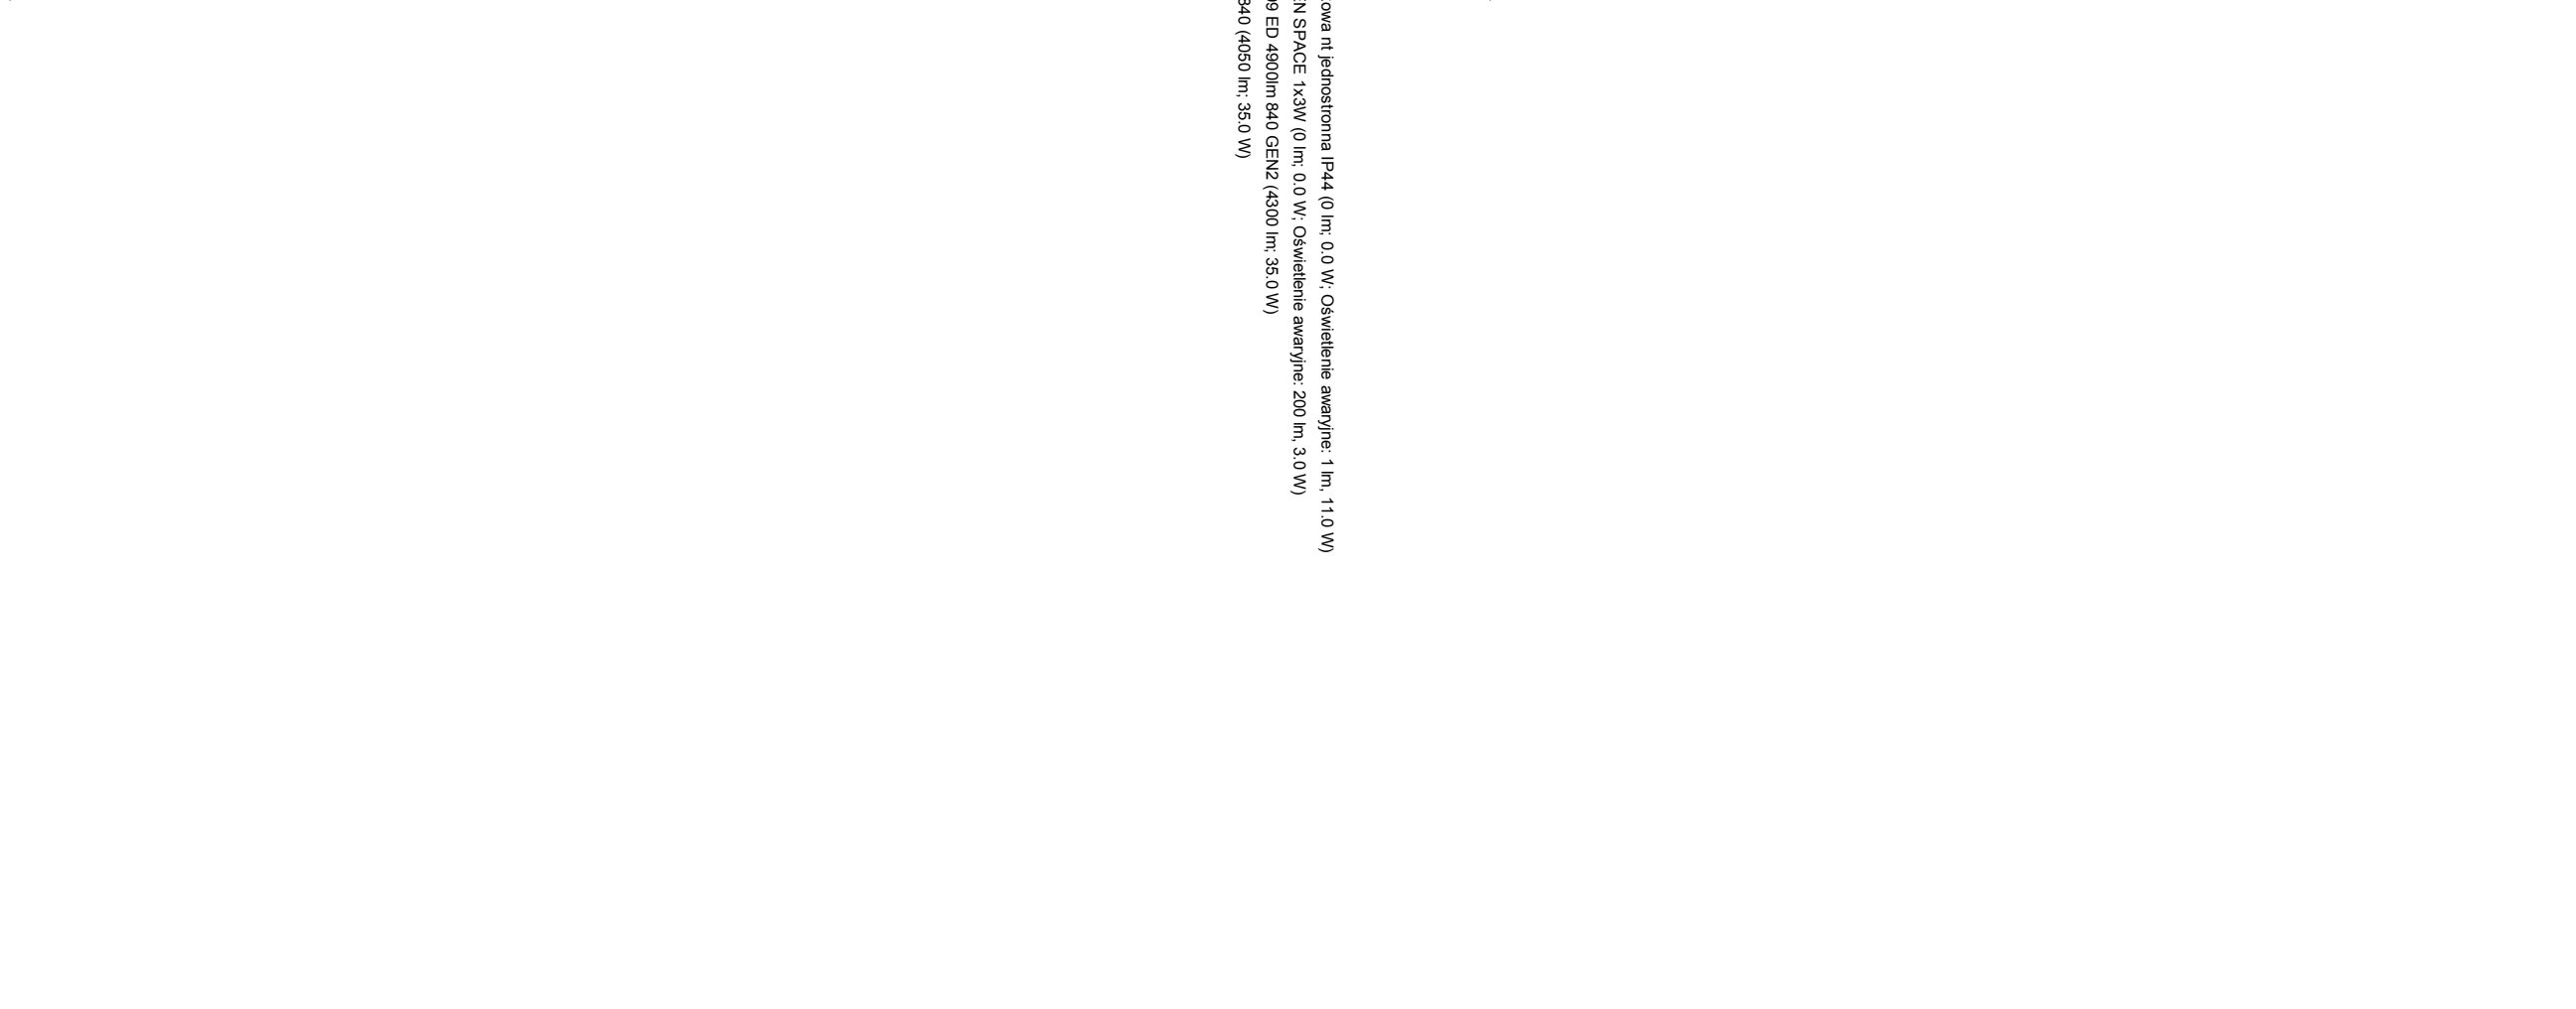 owa nt jednostronna IP44 (0 lm; 0.0 W; Oświetlenie awaryjne: 1 lm, 11.0 W)
N SPACE 1x3W (0 lm; 0.0 W; Oświetlenie awaryjne: 200 lm, 3.0 W)
99 ED 4900lm 840 GEN2 (4300 lm; 35.0 W)
840 (4050 lm; 35.0 W)